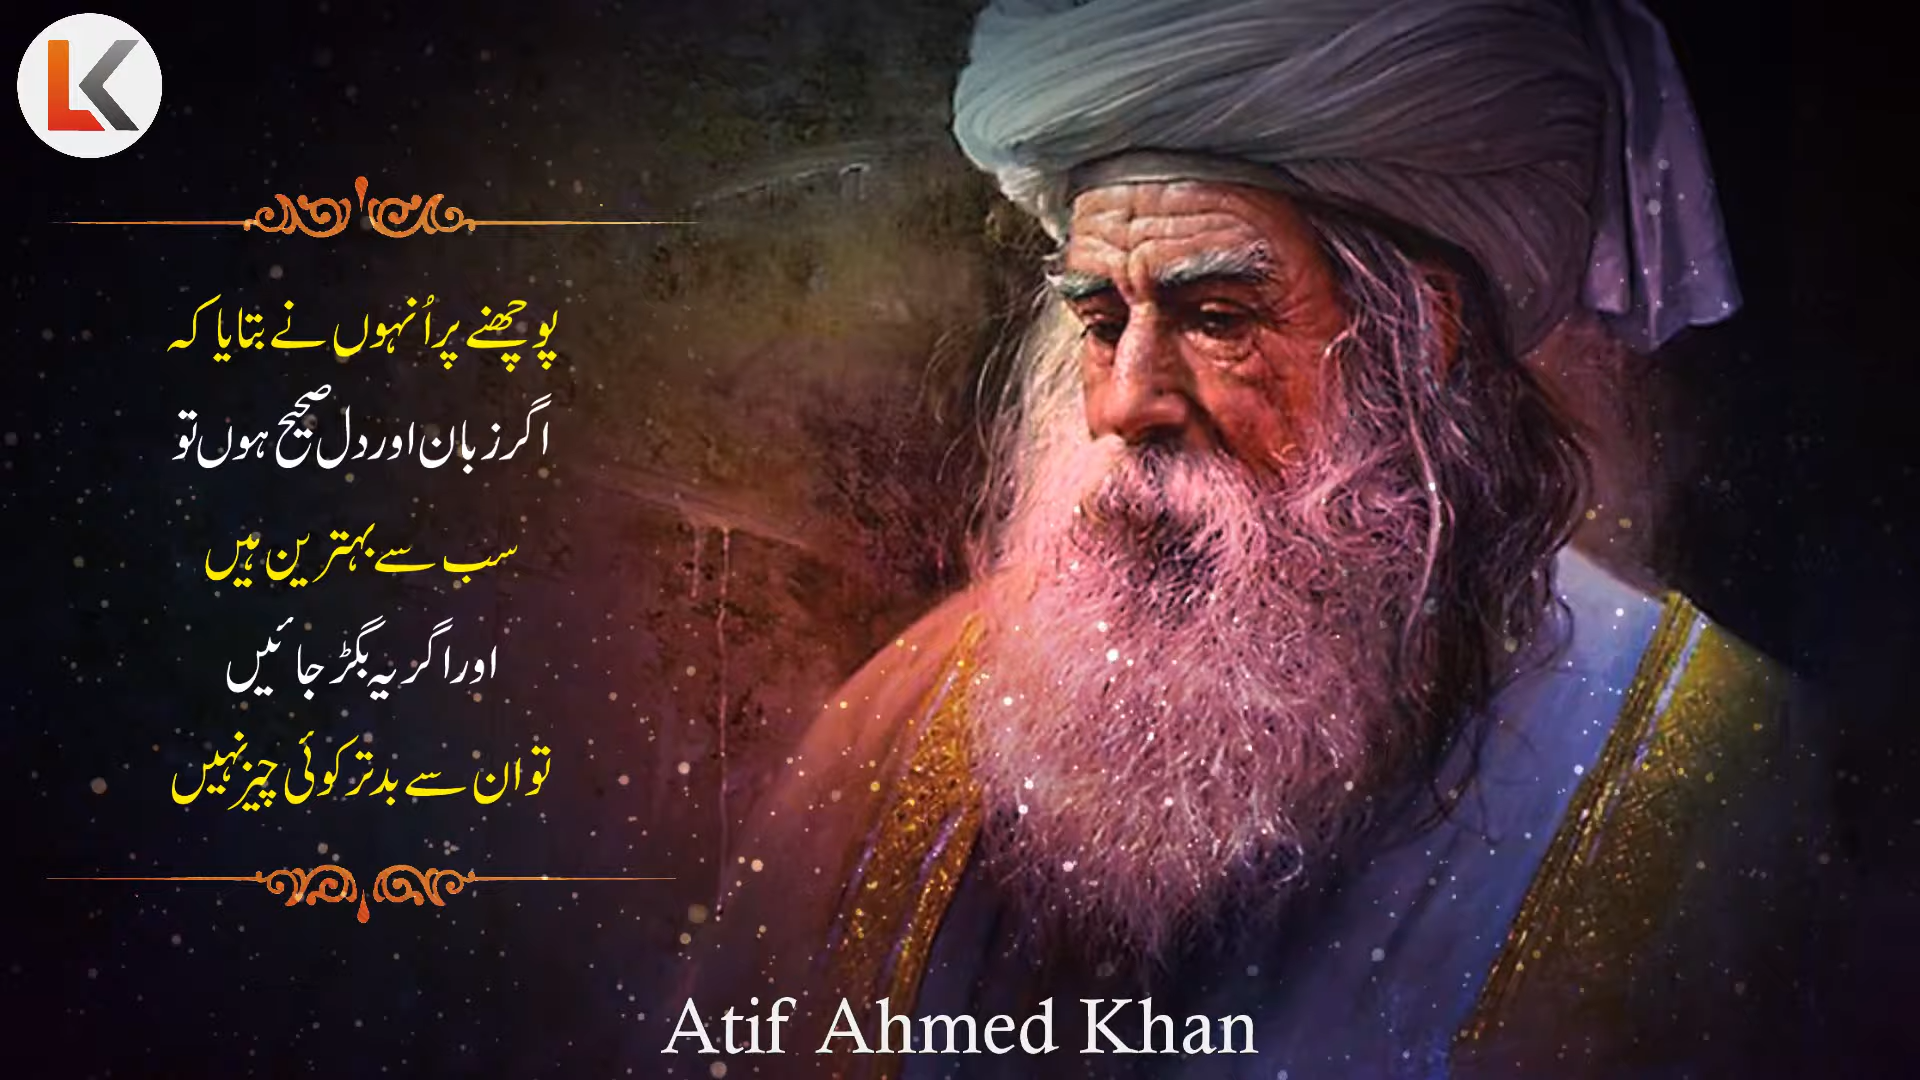 LK
پوچھنے پر اُنہوں نے بتایا کہ
اگر زبان اور دل صحیح ہوں تو
سب سے بہترین ہیں
اور اگر یہ بگڑ جائیں
تو ان سے بدتر کوئی چیز نہیں
Atif Ahmed Khan